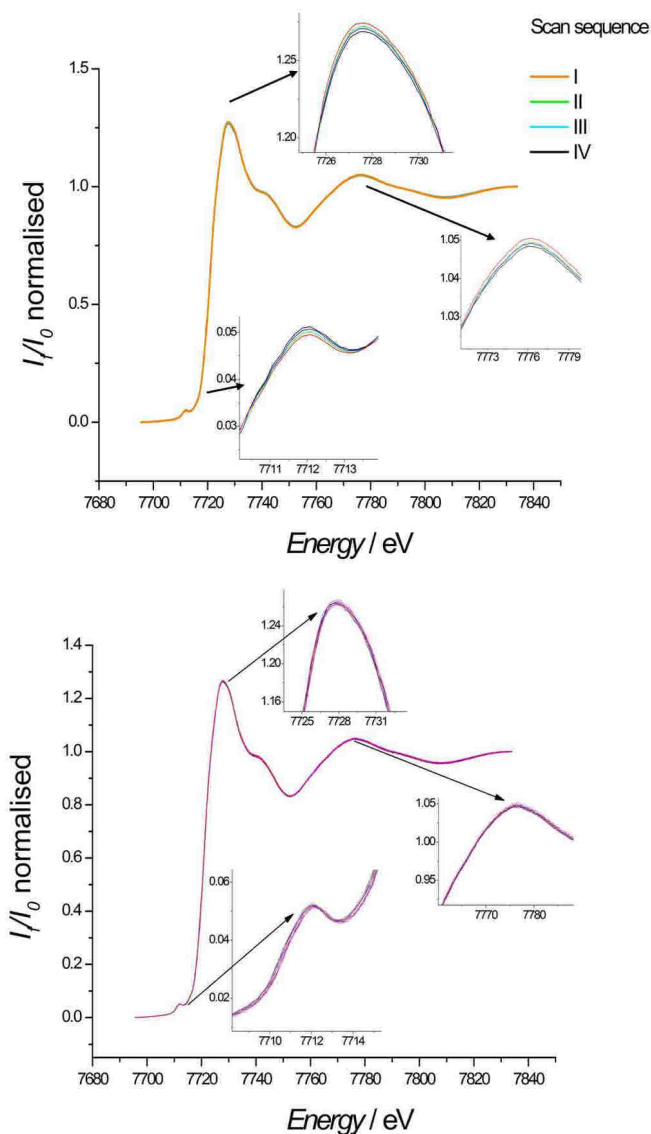 Scan sequence
I
II
III
IV
1.5
1.0
0.5
0.0
I_f/I_0 normalised
7680 7700 7720 7740 7760 7780 7800 7820 7840
Energy / eV
1.25
1.20
7726 7728 7730
1.05
1.04
1.03
7773 7776 7779
0.05
0.04
0.03
7711 7712 7713
1.4
1.2
1.0
0.8
0.6
0.4
0.2
0.0
I_f/I_0 normalised
7680 7700 7720 7740 7760 7780 7800 7820 7840
Energy / eV
1.24
1.20
1.16
7725 7728 7731
1.05
1.00
0.95
7770 7780
0.06
0.04
0.02
7710 7712 7714